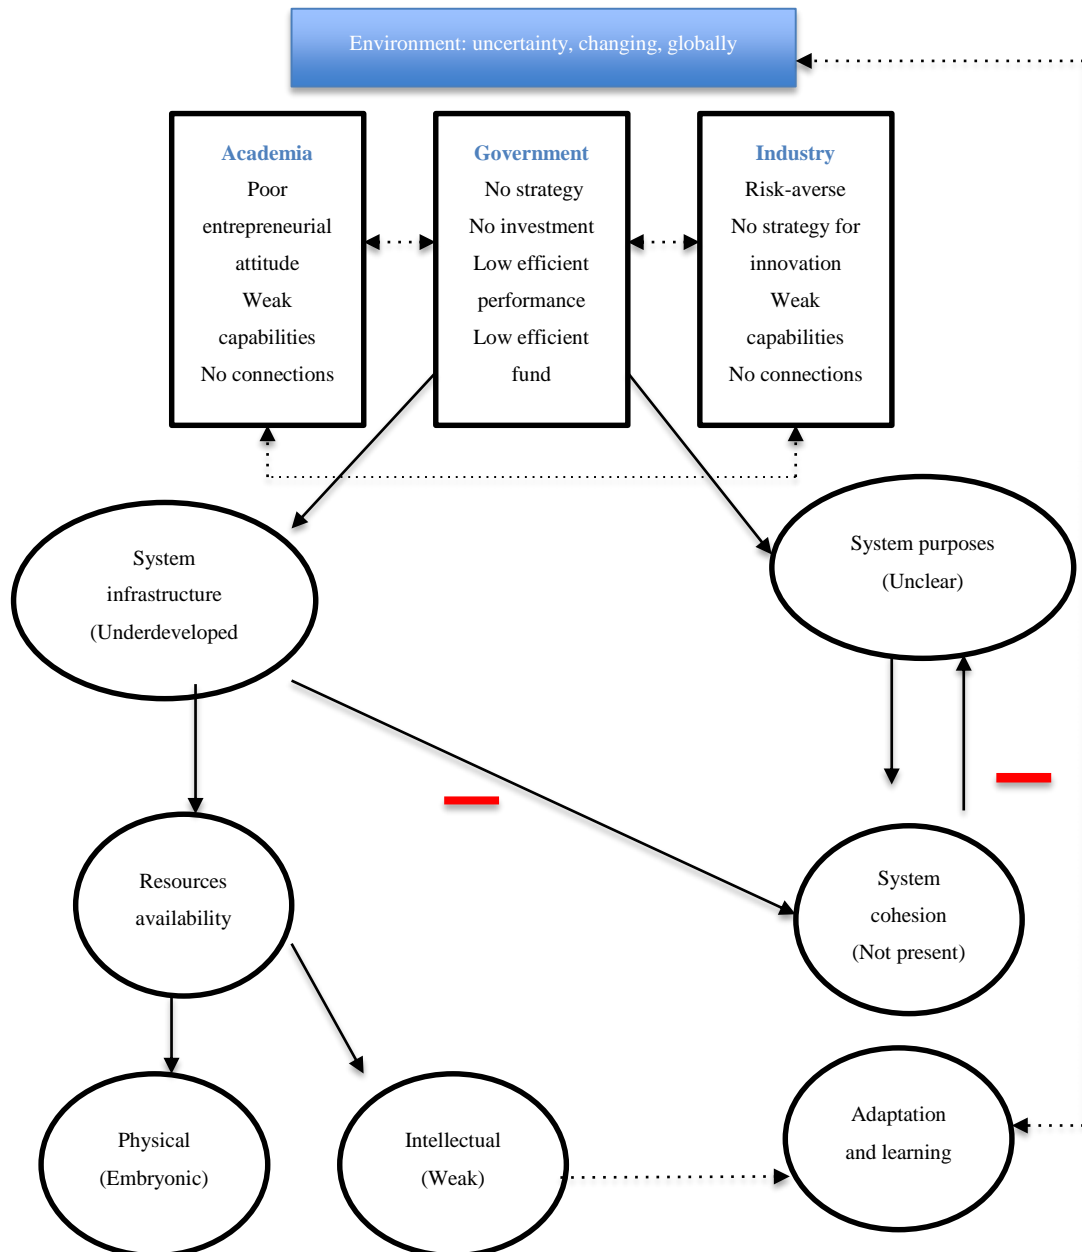 Environment: uncertainty, changing, globally
Academia
Poor
entrepreneurial
attitude
Weak
capabilities
No connections
Government
No strategy
No investment
Low efficient
performance
Low efficient
fund
Industry
Risk-averse
No strategy for
innovation
Weak
capabilities
No connections
System
infrastructure
(Underdeveloped
System purposes
(Unclear)
Resources
availability
System
cohesion
(Not present)
Physical
(Embryonic)
Intellectual
(Weak)
Adaptation
and learning